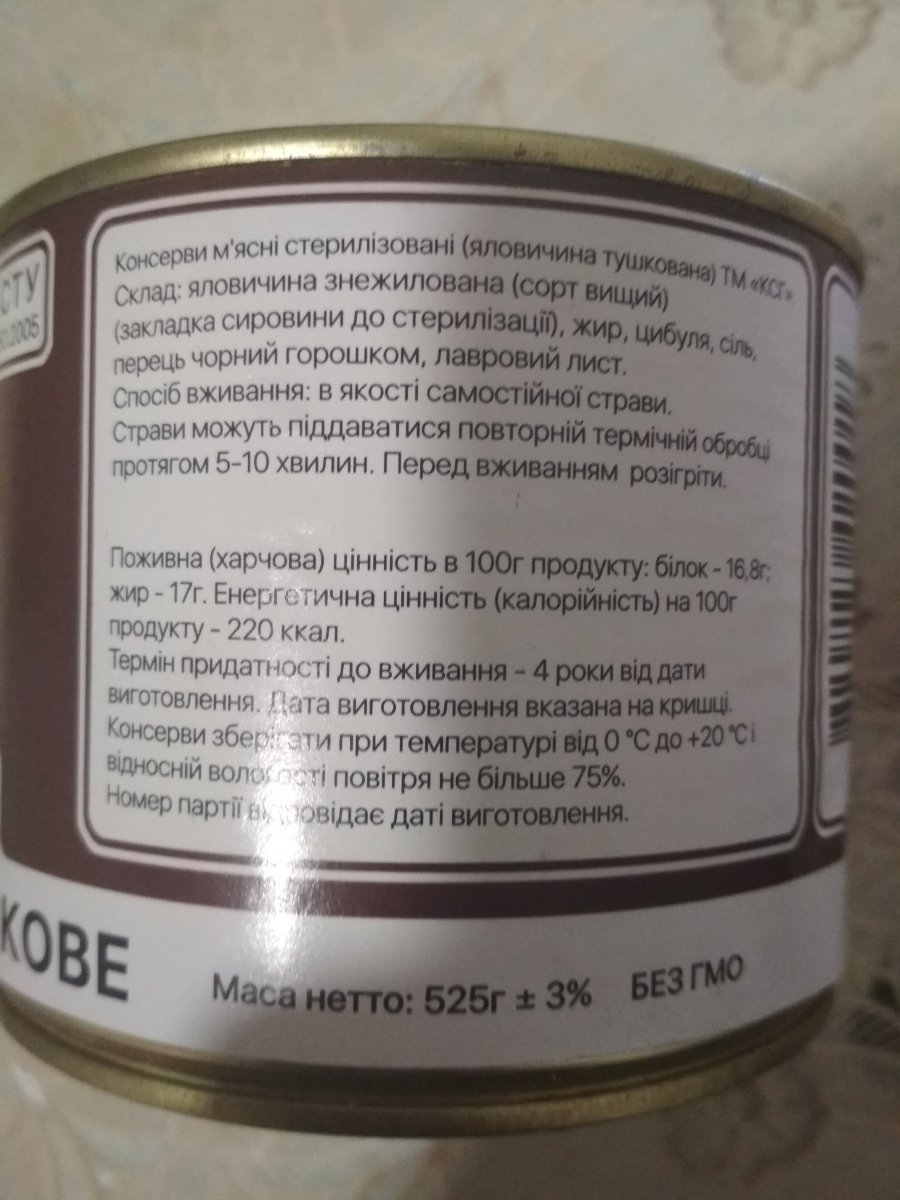 СТУ
2005
Консерви м'ясні стерилізовані (яловичина тушкована) ТМ «КСГ».
Склад: яловичина знежилована (сорт вищий)
(закладка сировини до стерилізації), жир, цибуля, сіль,
перець чорний горошком, лавровий лист.
Спосіб вживання: в якості самостійної страви.
Страви можуть піддаватися повторній термічній обробці
протягом 5-10 хвилин. Перед вживанням розігріти.
Поживна (харчова) цінність в 100г продукту: білок - 16,8г;
жир - 17г. Енергетична цінність (калорійність) на 100г
продукту - 220 ккал.
Термін придатності до вживання - 4 роки від дати
виготовлення. Дата виготовлення вказана на кришці.
Консерви зберігати при температурі від 0 °С до +20 °С і
відносній вологості повітря не більше 75%.
Номер партії відповідає даті виготовлення.
КОВЕ
Маса нетто: 525г ± 3% БЕЗ ГМО